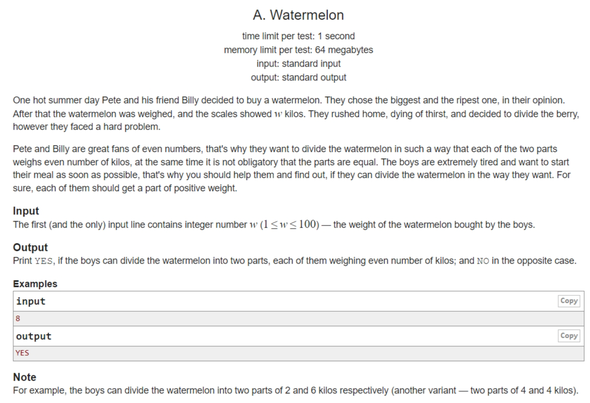 A. Watermelon
time limit per test: 1 second
memory limit per test: 64 megabytes
input: standard input
output: standard output
One hot summer day Pete and his friend Billy decided to buy a watermelon. They chose the biggest and the ripest one, in their opinion.
After that the watermelon was weighed, and the scales showed w kilos. They rushed home, dying of thirst, and decided to divide the berry,
however they faced a hard problem.
Pete and Billy are great fans of even numbers, that's why they want to divide the watermelon in such a way that each of the two parts
weighs even number of kilos, at the same time it is not obligatory that the parts are equal. The boys are extremely tired and want to start
their meal as soon as possible, that's why you should help them and find out, if they can divide the watermelon in the way they want. For
sure, each of them should get a part of positive weight.
Input
The first (and the only) input line contains integer number w (1 ≤ w ≤ 100) — the weight of the watermelon bought by the boys.
Output
Print YES, if the boys can divide the watermelon into two parts, each of them weighing even number of kilos; and NO in the opposite case.
Examples
input Copy
8
output Copy
YES
Note
For example, the boys can divide the watermelon into two parts of 2 and 6 kilos respectively (another variant — two parts of 4 and 4 kilos).